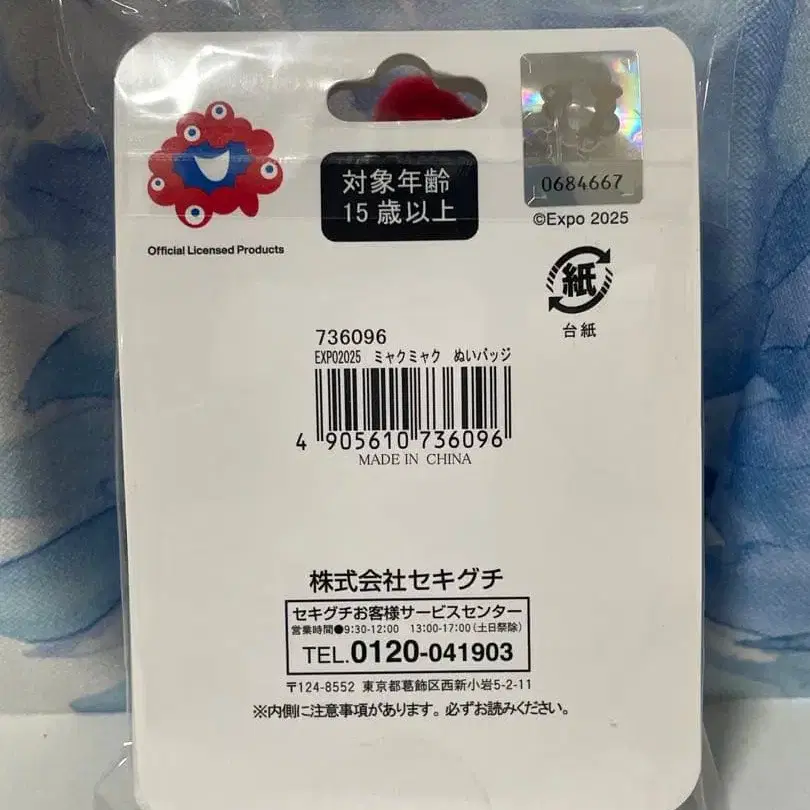 Official Licensed Products
対象年齢
15歳以上
0684667
©Expo 2025
紙
台紙
736096
EXPO2025 ミャクミャク ぬいバッジ
4 905610 736096
MADE IN CHINA
株式会社セキグチ
セキグチお客様サービスセンター
営業時間●9:30-12:00 13:00-17:00(土日祭除)
TEL.0120-041903
〒124-8552 東京都葛飾区西新小岩5-2-11
※内側に注意事項があります。必ずお読みください。